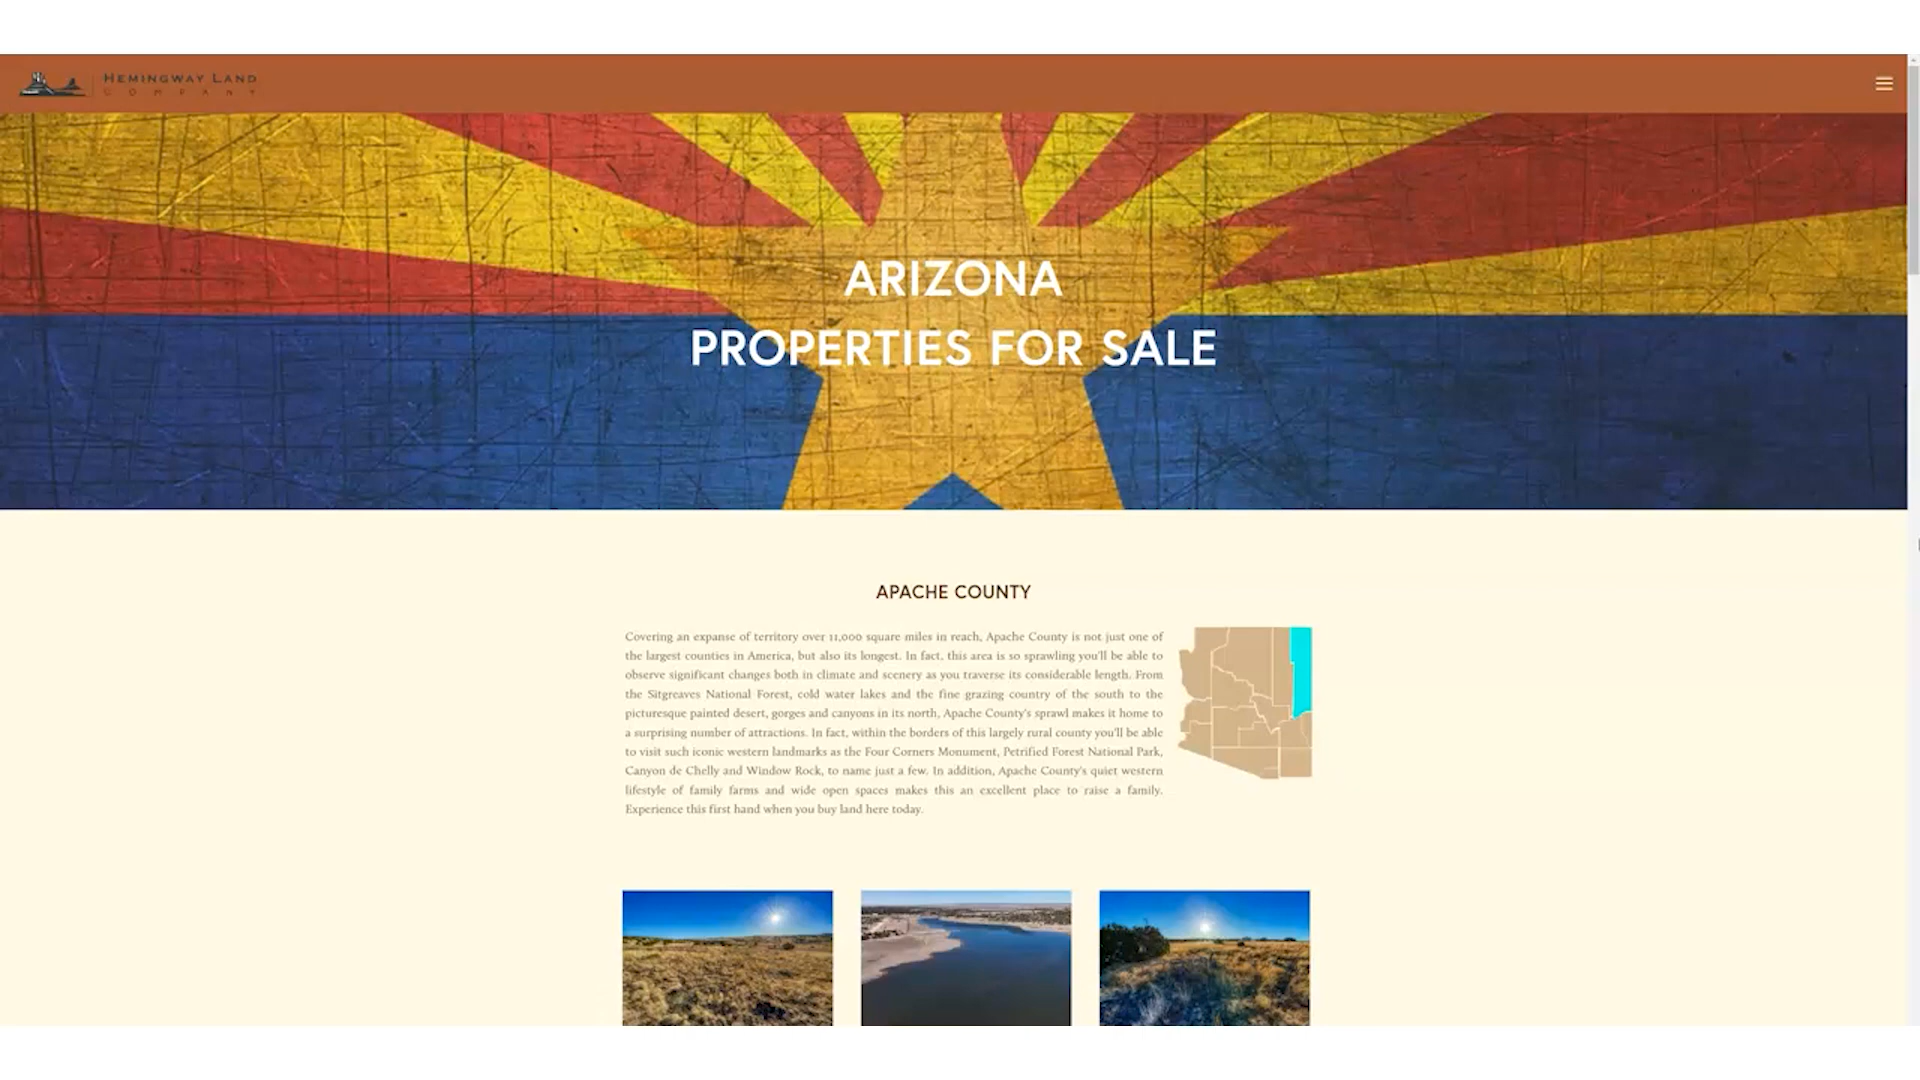 HEMINGWAY LAND
COMPANY
ARIZONA
PROPERTIES FOR SALE
APACHE COUNTY
Covering an expanse of territory over 11,000 square miles in reach, Apache County is not just one of
the largest counties in America, but also its longest. In fact, this area is so sprawling you'll be able to
observe significant changes both in climate and scenery as you traverse its considerable length. From
the Sitgreaves National Forest, cold water lakes and the fine grazing country of the south to the
picturesque painted desert, gorges and canyons in its north, Apache County's sprawl makes it home to
a surprising number of attractions. In fact, within the borders of this largely rural county you'll be able
to visit such iconic western landmarks as the Four Corners Monument, Petrified Forest National Park,
Canyon de Chelly and Window Rock, to name just a few. In addition, Apache County's quiet western
lifestyle of family farms and wide open spaces makes this an excellent place to raise a family.
Experience this first hand when you buy land here today.